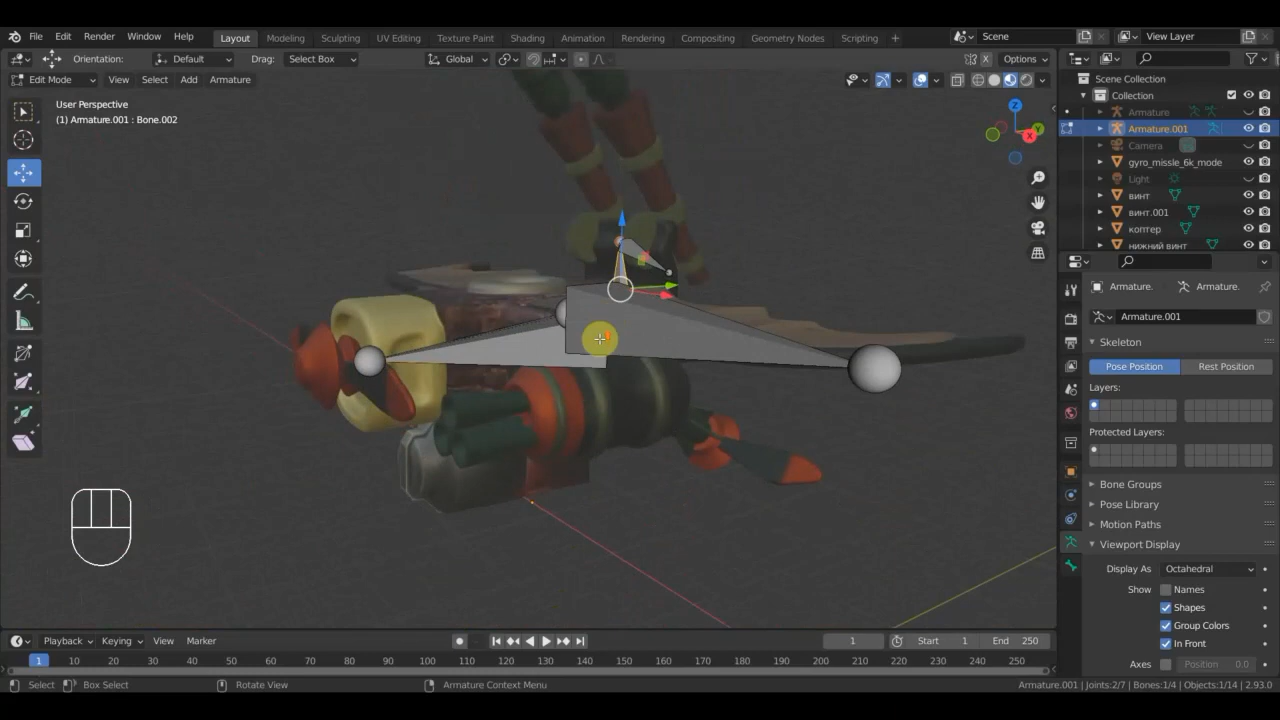 File Edit Render Window Help Layout Modeling Sculpting UV Editing Texture Paint Shading Animation Rendering Compositing Geometry Nodes Scripting + Scene View Layer
Orientation: Default Drag: Select Box Global Options
Edit Mode View Select Add Armature
User Perspective
(1) Armature.001 : Bone.002
Z
Y
X
Scene Collection
Collection
Armature
Armature.001
Camera
gyro_missle_6k_mode
Light
винт
винт.001
коптер
нижний винт
Armature. Armature.
Armature.001
Skeleton
Pose Position Rest Position
Layers:
Protected Layers:
Bone Groups
Pose Library
Motion Paths
Viewport Display
Display As Octahedral
Show Names
Shapes
Group Colors
In Front
Axes Position 0.0
Playback Keying View Marker 1 Start 1 End 250
1 10 20 30 40 50 60 70 80 90 100 110 120 130 140 150 160 170 180 190 200 210 220 230 240 250
Select Box Select Rotate View Armature Context Menu Armature.001 | Joints:2/7 | Bones:1/4 | Objects:1/14 | 2.93.0